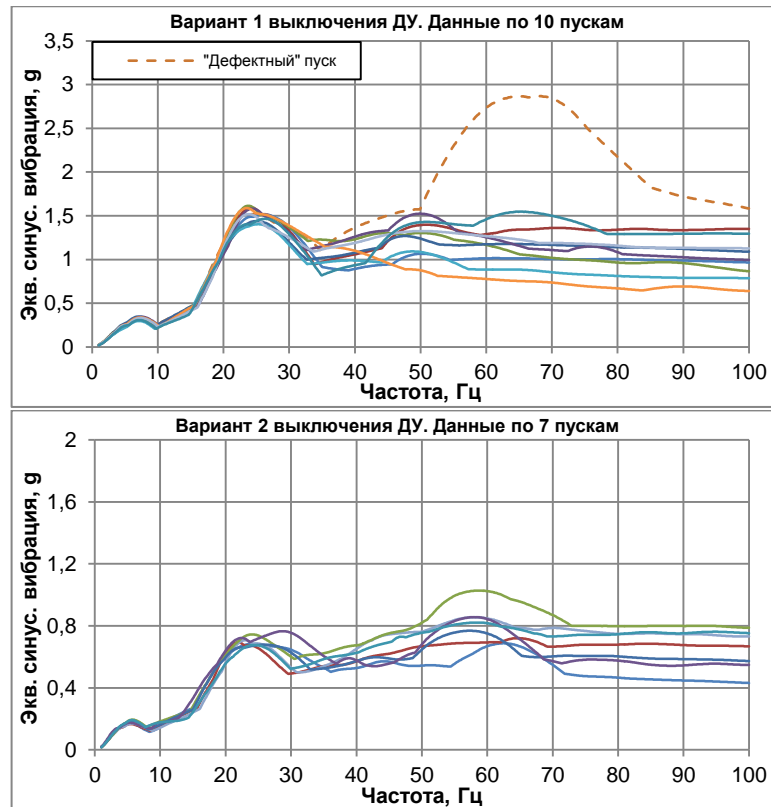 Вариант 1 выключения ДУ. Данные по 10 пускам
Экв. синус. вибрация, g
3,5
3
2,5
2
1,5
1
0,5
0
"Дефектный" пуск
0 10 20 30 40 50 60 70 80 90 100
Частота, Гц
Вариант 2 выключения ДУ. Данные по 7 пускам
Экв. синус. вибрация, g
2
1,6
1,2
0,8
0,4
0
0 10 20 30 40 50 60 70 80 90 100
Частота, Гц